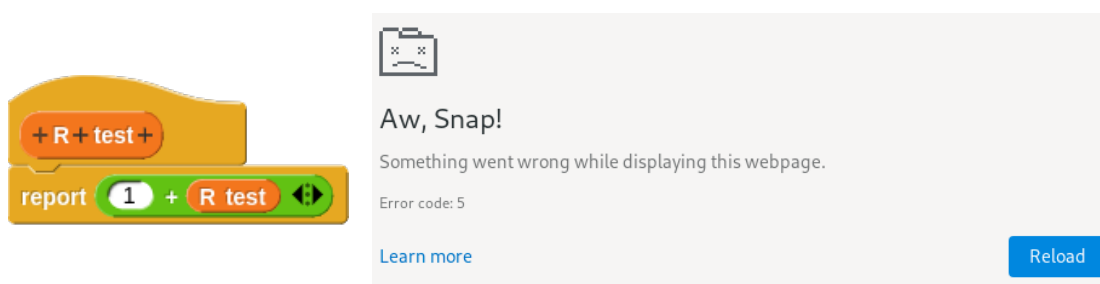 + R + test +
report 1 + R test
Aw, Snap!
Something went wrong while displaying this webpage.
Error code: 5
Learn more
Reload